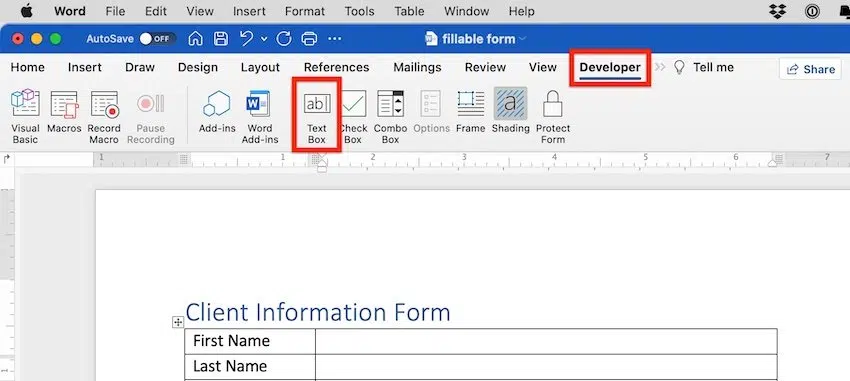 Word File Edit View Insert Format Tools Table Window Help
AutoSave OFF fillable form
Home Insert Draw Design Layout References Mailings Review View Developer Tell me Share
ab
Visual Basic Macros Record Macro Pause Recording Add-ins Word Add-ins Text Box Check Box Combo Box Options Frame Shading Protect Form
1 1 2 3 4 5 6 7
Client Information Form
First Name
Last Name
1